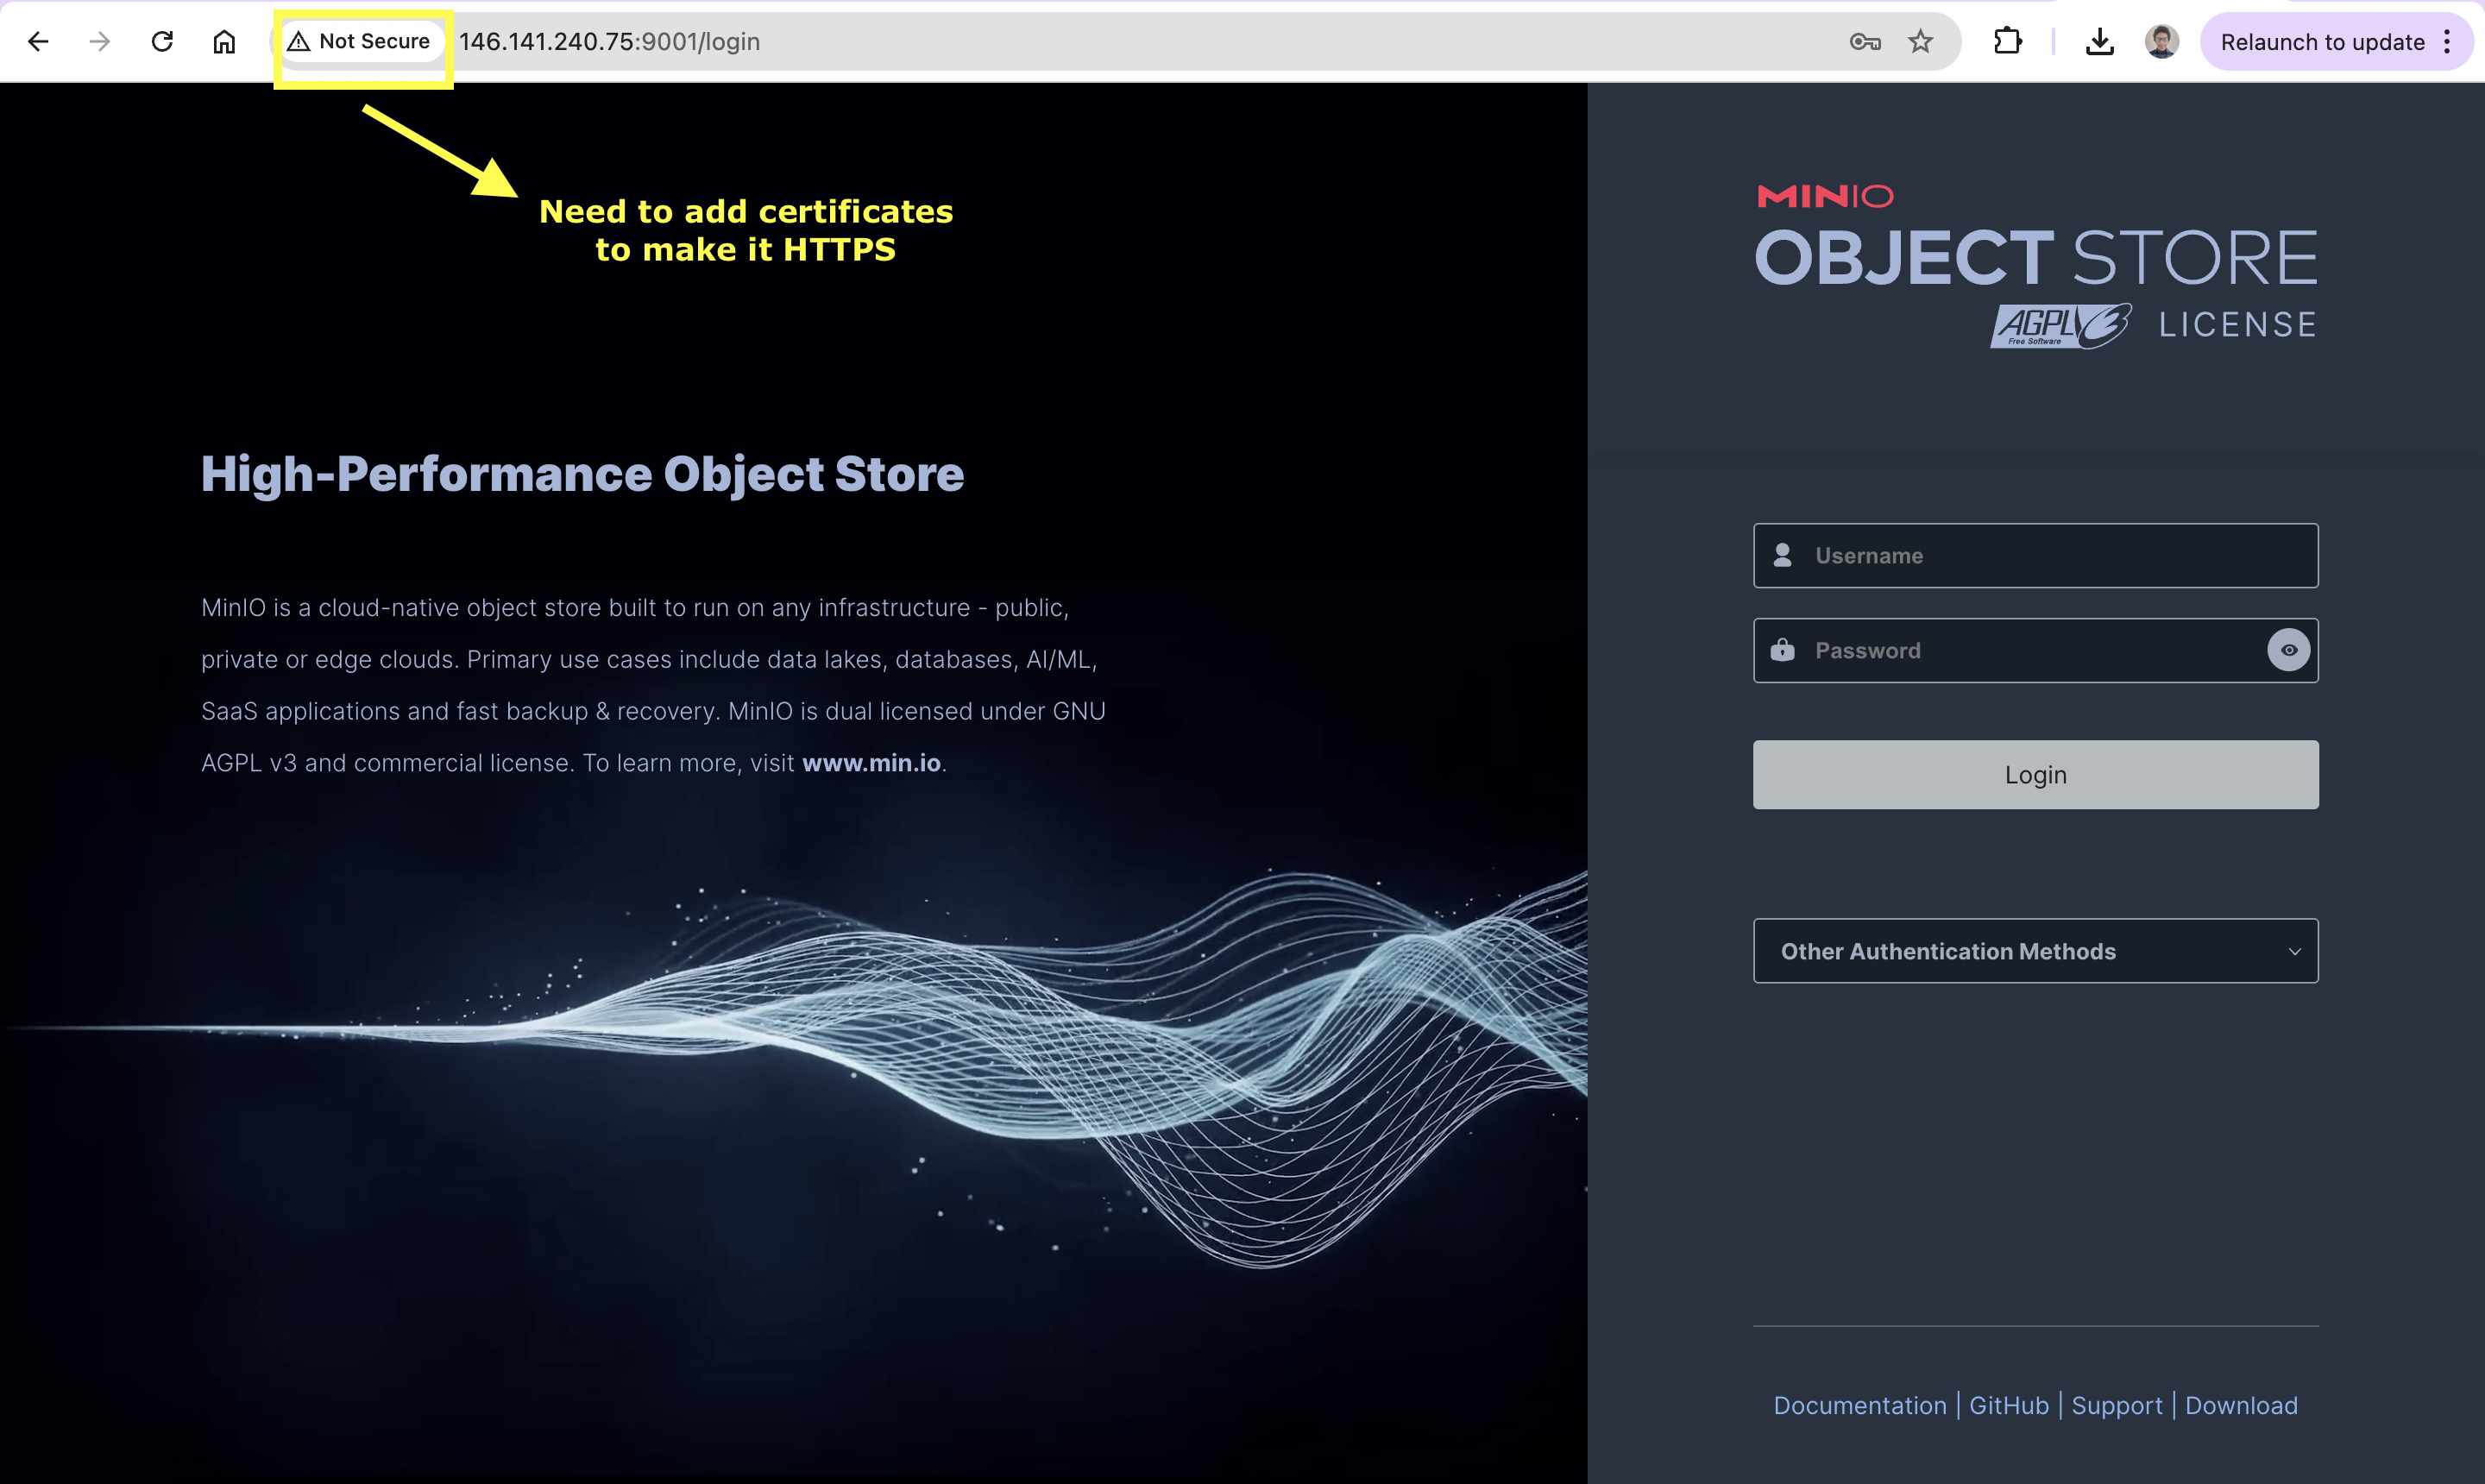 Not Secure
146.141.240.75:9001/login
Relaunch to update
Need to add certificates
to make it HTTPS
MINIO
OBJECT STORE
AGPLv3
Free Software
LICENSE
High-Performance Object Store
MinIO is a cloud-native object store built to run on any infrastructure - public,
private or edge clouds. Primary use cases include data lakes, databases, AI/ML,
SaaS applications and fast backup & recovery. MinIO is dual licensed under GNU
AGPL v3 and commercial license. To learn more, visit www.min.io.
Username
Password
Login
Other Authentication Methods
Documentation | GitHub | Support | Download